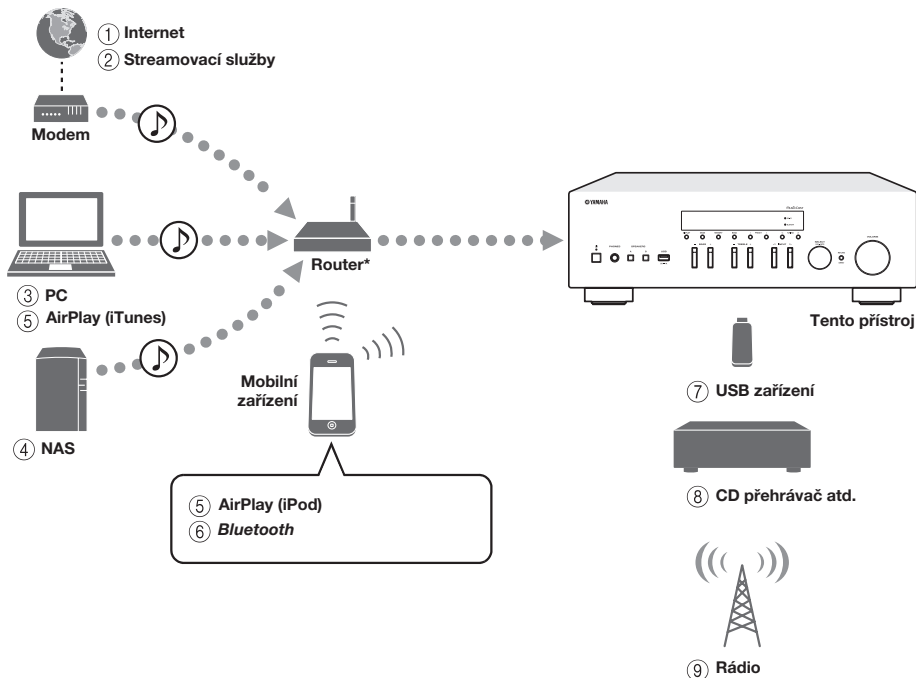 ① Internet
② Streamovací služby
Modem
③ PC
⑤ AirPlay (iTunes)
④ NAS
Router*
Mobilní
zařízení
⑤ AirPlay (iPod)
⑥ Bluetooth
YAMAHA
Tento přístroj
⑦ USB zařízení
⑧ CD přehrávač atd.
⑨ Rádio